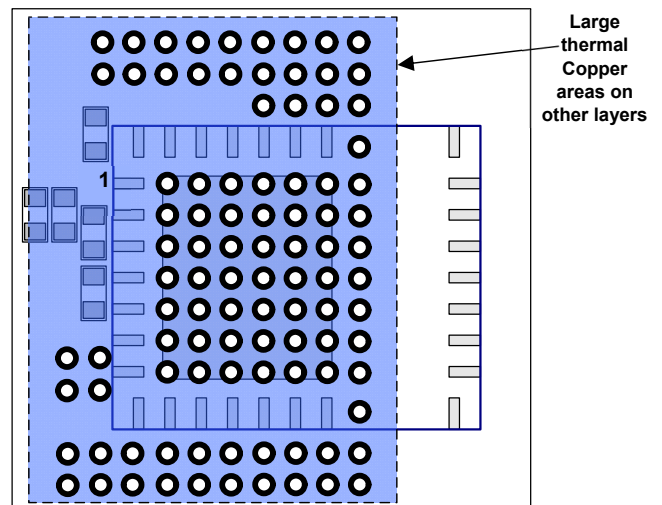 Large
thermal
Copper
areas on
other layers
1